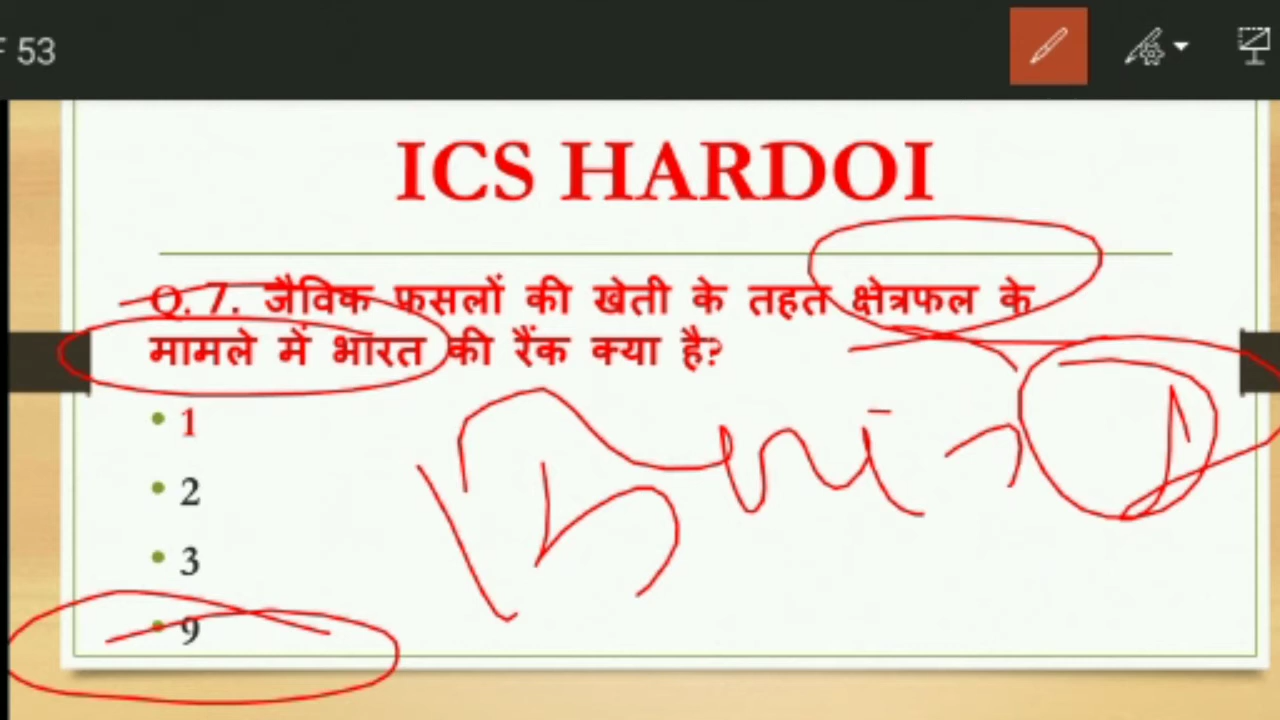 F 53
ICS HARDOI
Q. 7. जैविक फसलों की खेती के तहत क्षेत्रफल के
मामले में भारत की रैंक क्या है?
• 1
• 2
• 3
• 9